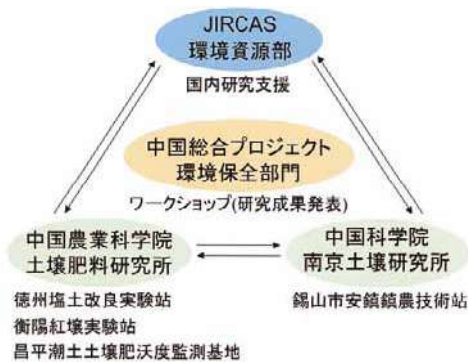 JIRCAS
環境資源部
国内研究支援
中国総合プロジェクト
環境保全部門
ワークショップ(研究成果発表)
中国農業科学院
土壌肥料研究所
徳州塩土改良実験站
衡陽紅壌実験站
昌平潮土土壌肥沃度監測基地
中国科学院
南京土壌研究所
錫山市安鎮鎮農技術站